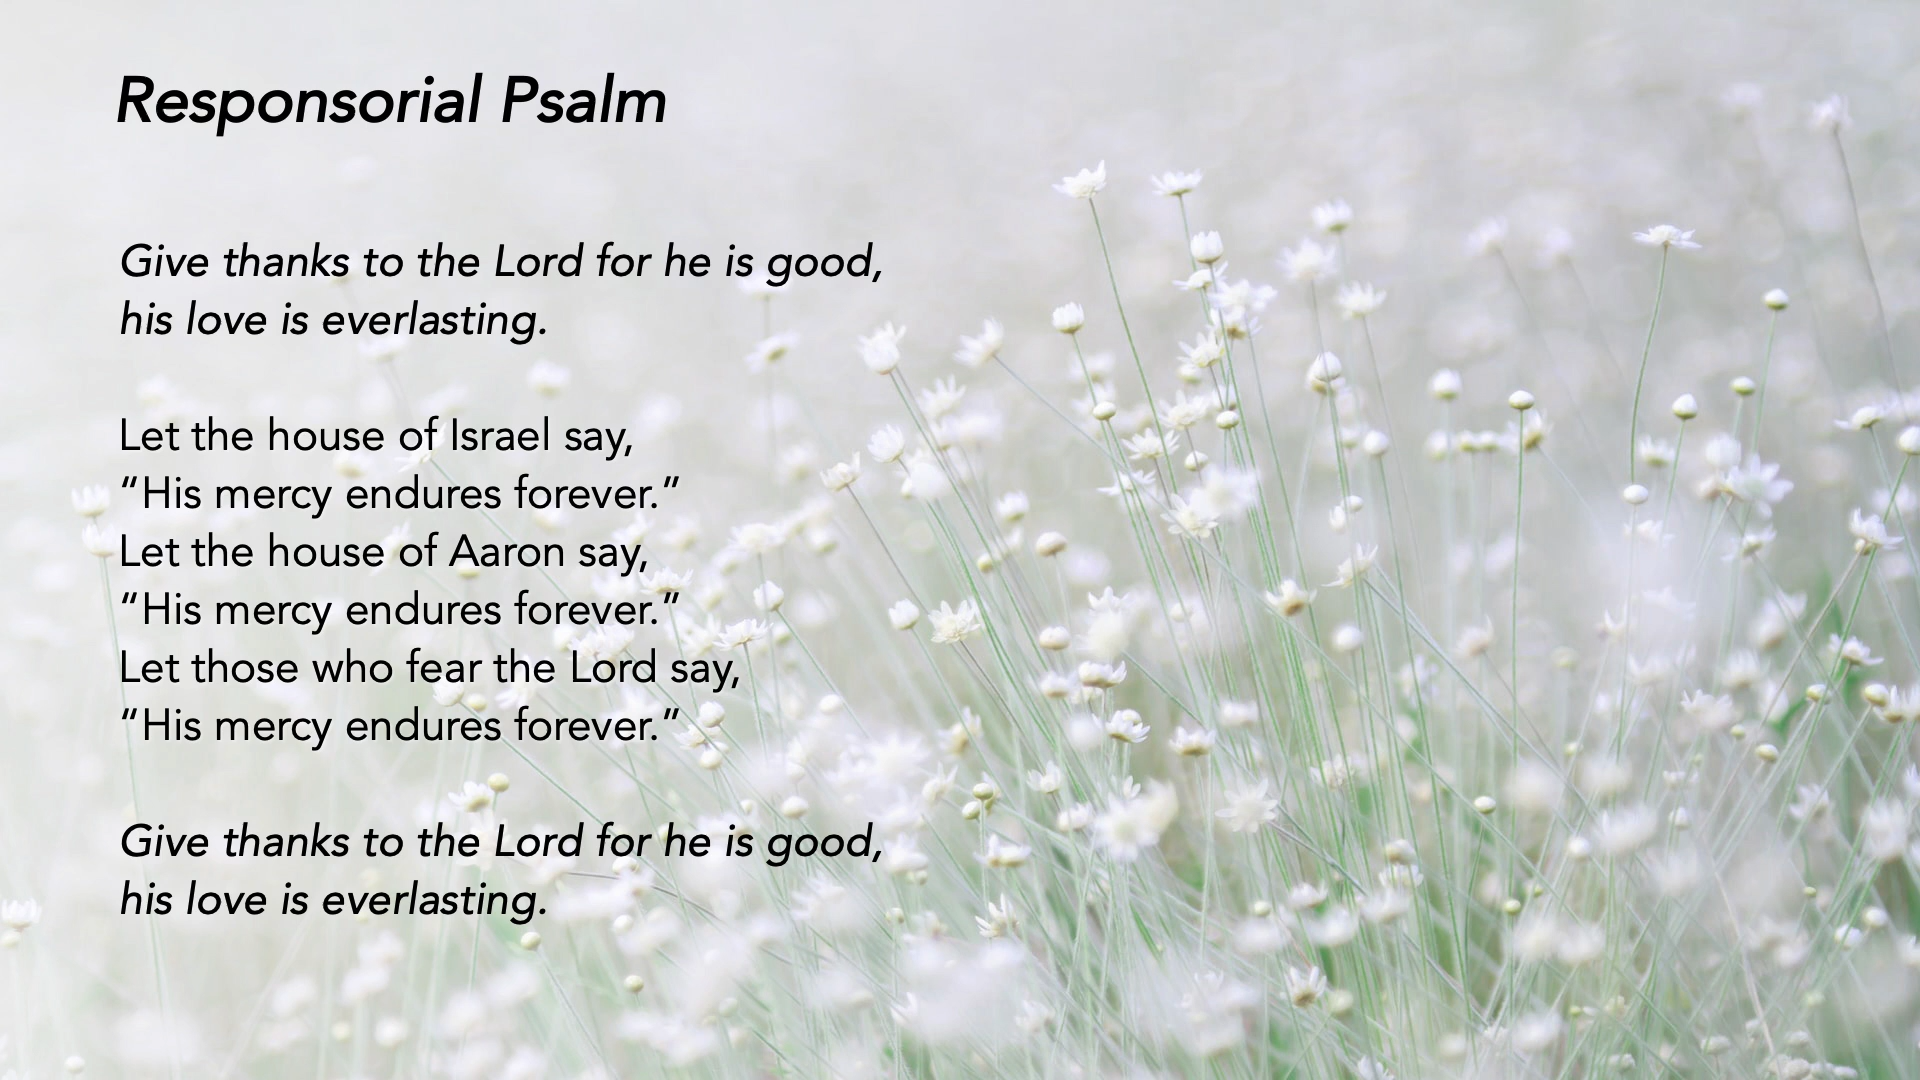 Responsorial Psalm
Give thanks to the Lord for he is good,
his love is everlasting.
Let the house of Israel say,
“His mercy endures forever.”
Let the house of Aaron say,
“His mercy endures forever.”
Let those who fear the Lord say,
“His mercy endures forever.”
Give thanks to the Lord for he is good,
his love is everlasting.